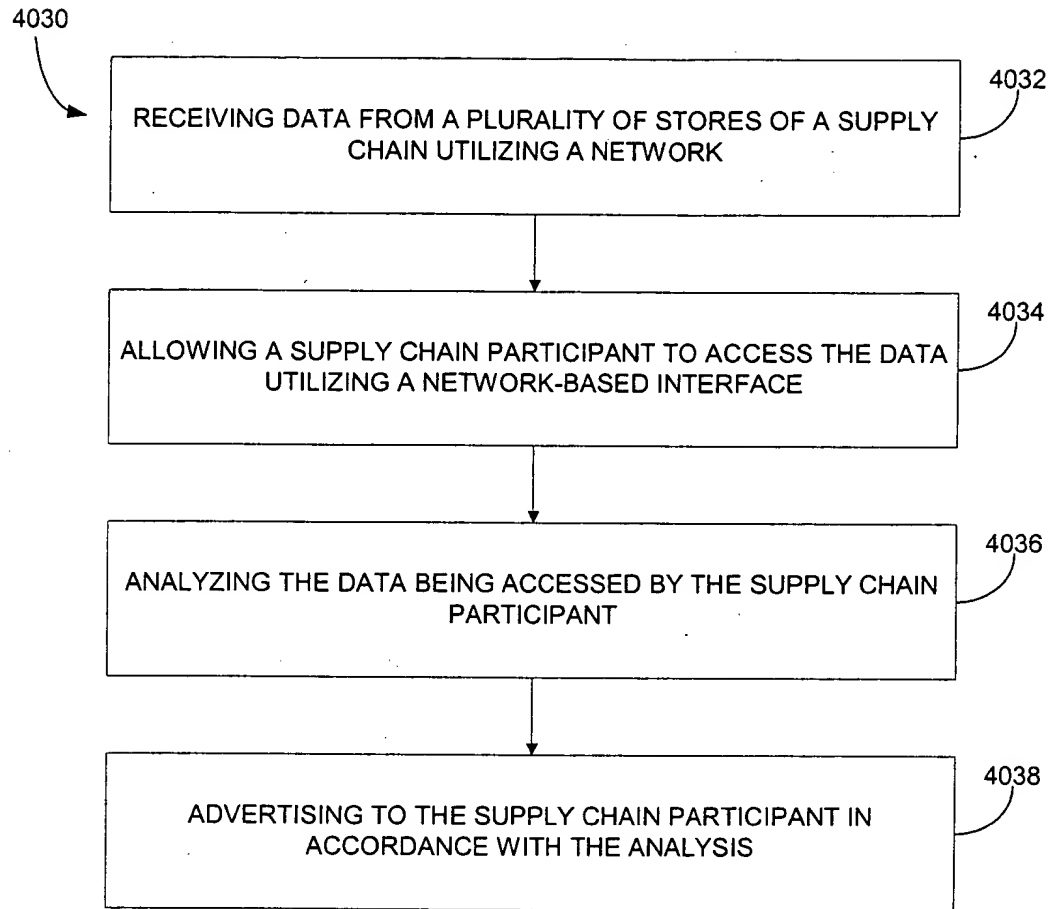 4030
4032
RECEIVING DATA FROM A PLURALITY OF STORES OF A SUPPLY
CHAIN UTILIZING A NETWORK
4034
ALLOWING A SUPPLY CHAIN PARTICIPANT TO ACCESS THE DATA
UTILIZING A NETWORK-BASED INTERFACE
4036
ANALYZING THE DATA BEING ACCESSED BY THE SUPPLY CHAIN
PARTICIPANT
4038
ADVERTISING TO THE SUPPLY CHAIN PARTICIPANT IN
ACCORDANCE WITH THE ANALYSIS